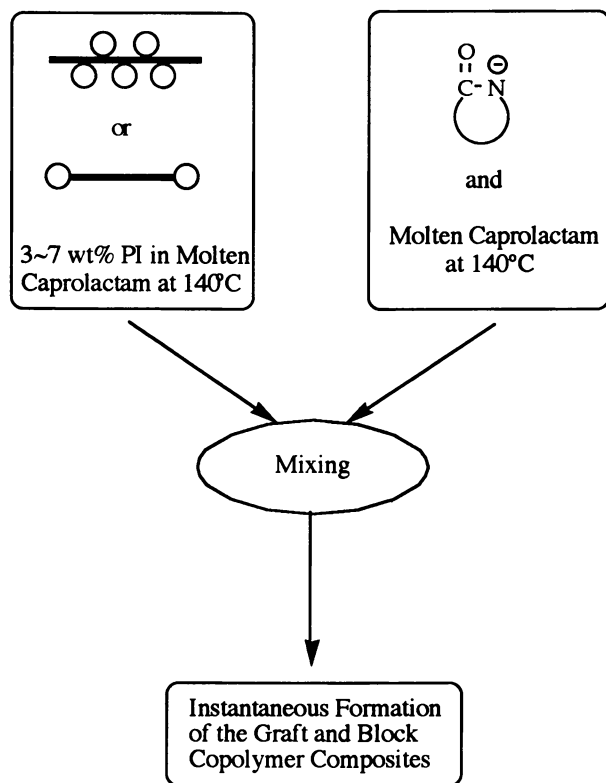 or
3~7 wt% PI in Molten
Caprolactam at 140°C
O
C-N
⊖
and
Molten Caprolactam
at 140°C
Mixing
Instantaneous Formation
of the Graft and Block
Copolymer Composites